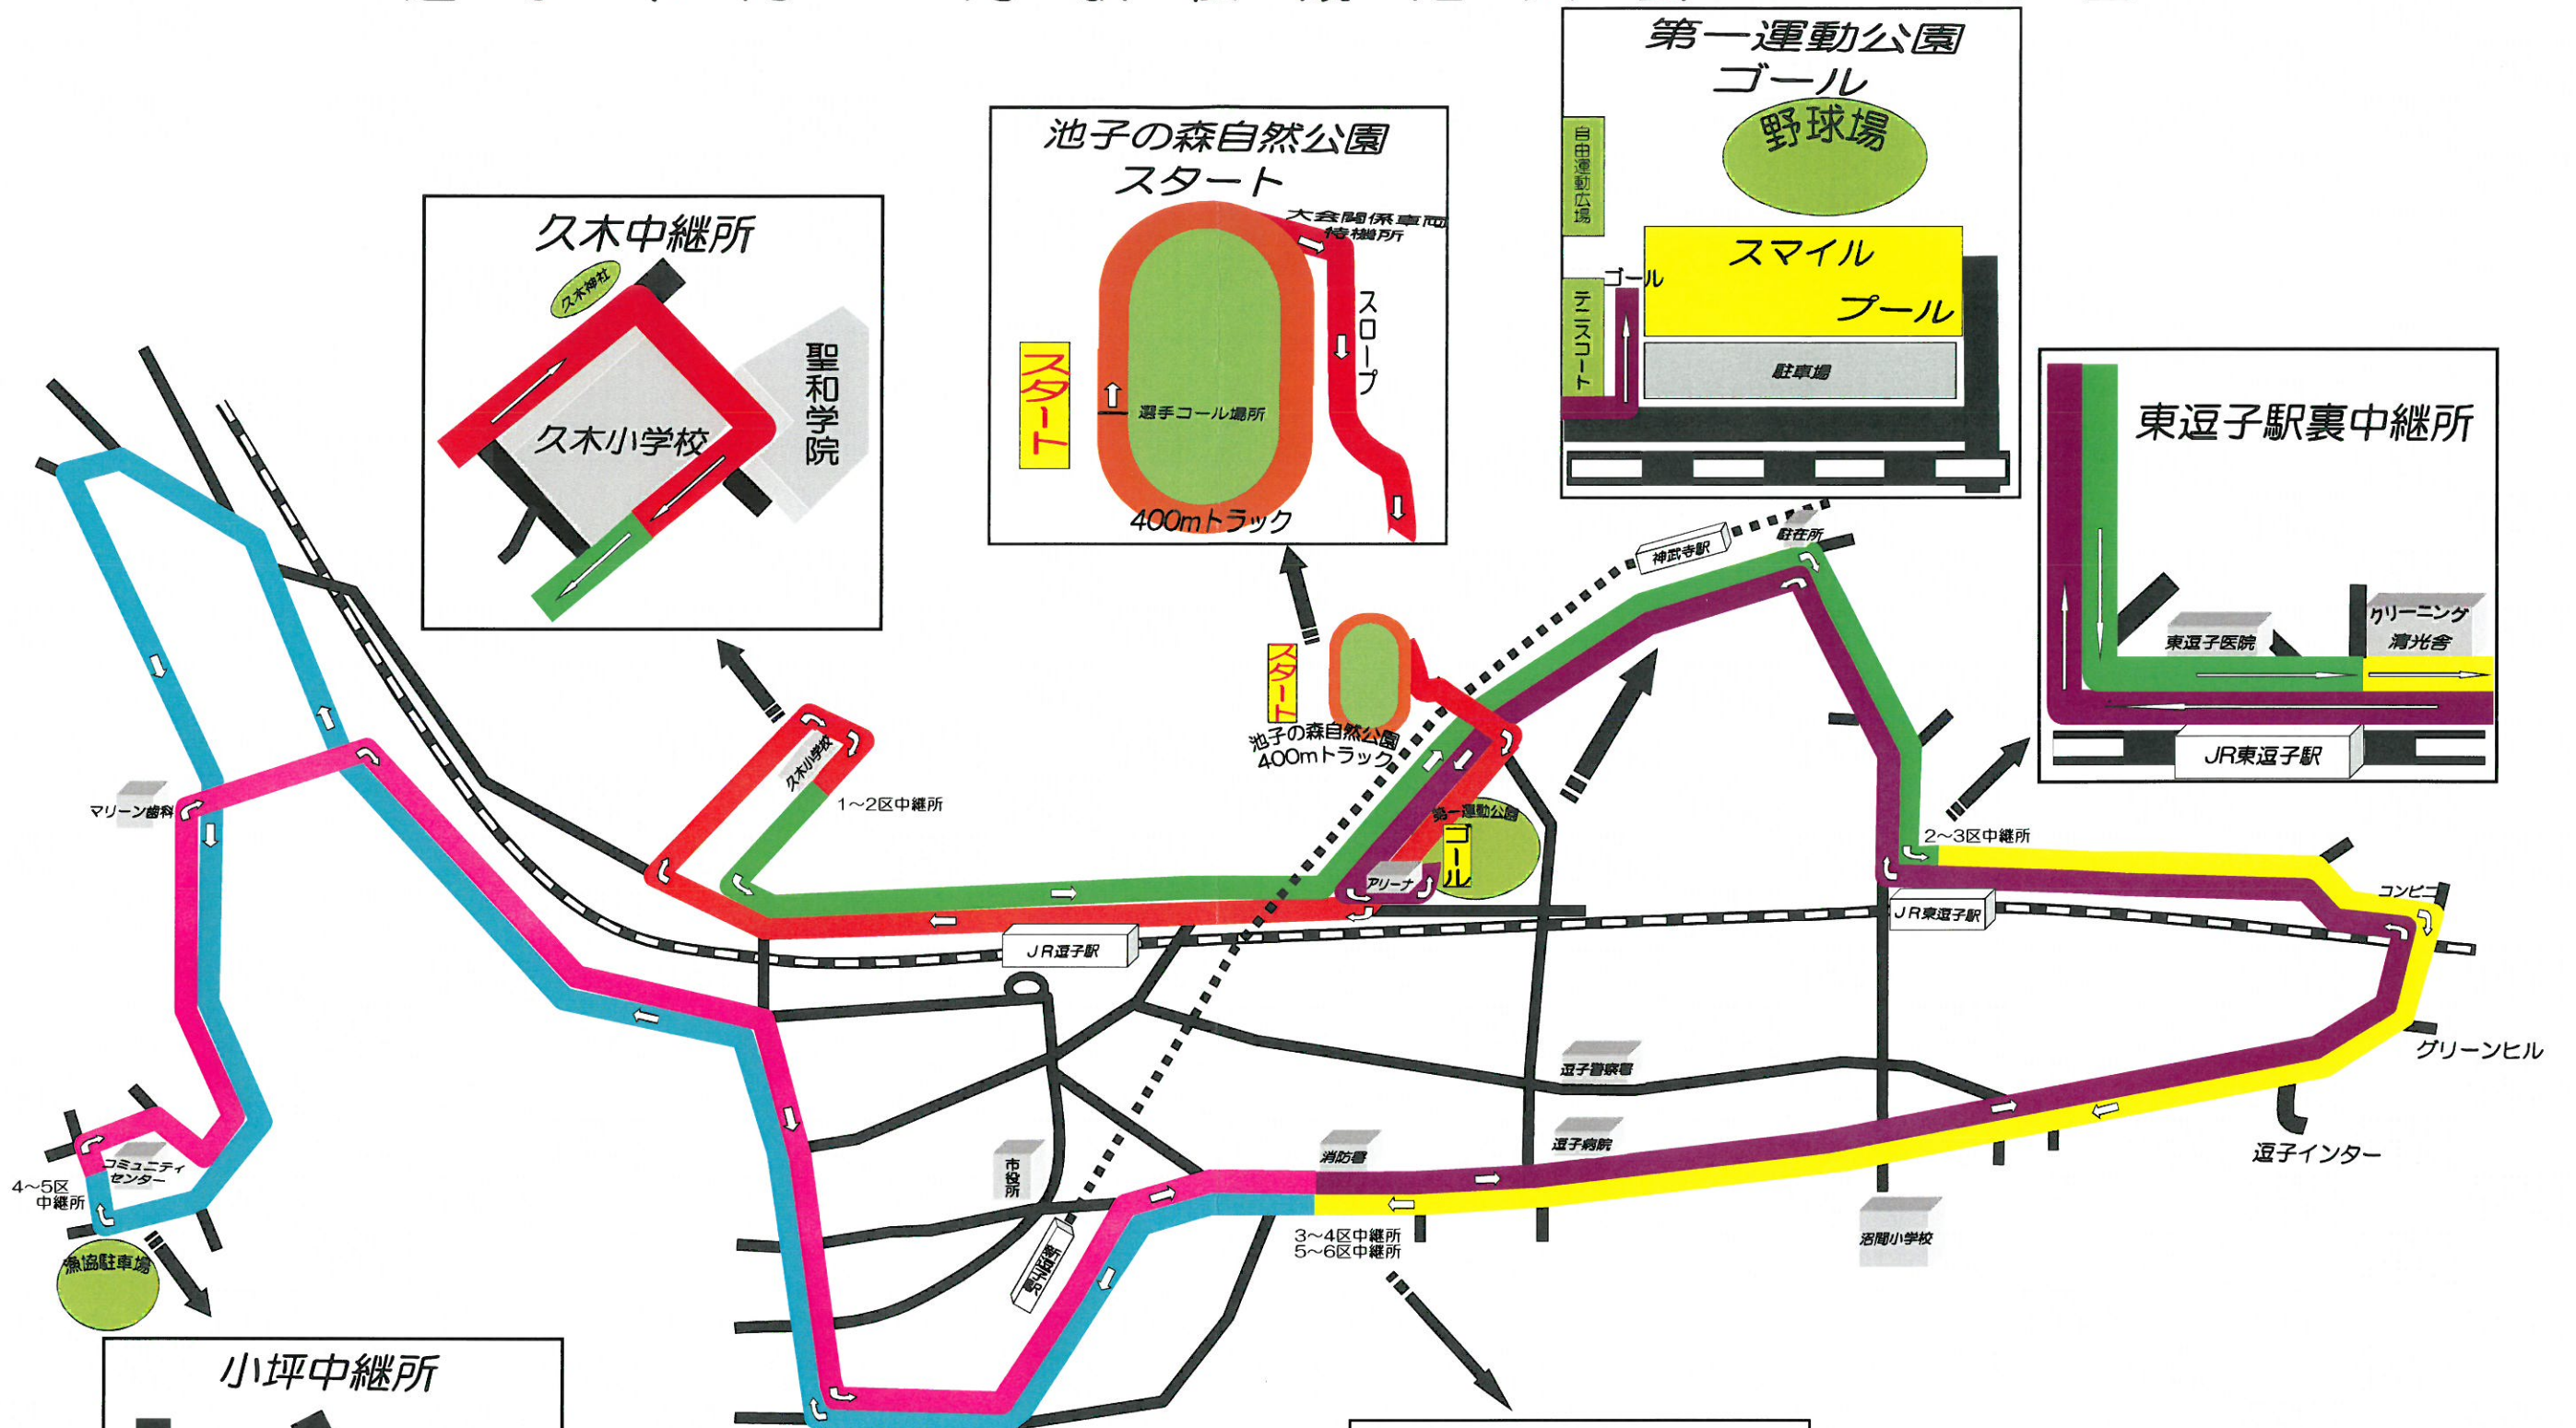 第一運動公園
ゴール
野球場
自由運動広場
スマイル
プール
ゴール
テニスコート
駐車場
池子の森自然公園
スタート
大会関係車両
待機所
スロープ
スタート
選手コール場所
400mトラック
久木中継所
久木神社
聖和学院
久木小学校
東逗子駅裏中継所
クリーニング
清光舎
東逗子医院
JR東逗子駅
神武寺駅
駐在所
スタート
池子の森自然公園
400mトラック
久木小学校
1～2区中継所
マリーン歯科
第一運動公園
ゴール
アリーナ
2～3区中継所
コンビニ
JR東逗子駅
JR逗子駅
グリーンヒル
逗子警察署
逗子病院
消防署
市役所
逗子インター
コミュニティ
センター
4～5区
中継所
3～4区中継所
5～6区中継所
沼間小学校
漁協駐車場
小坪中継所